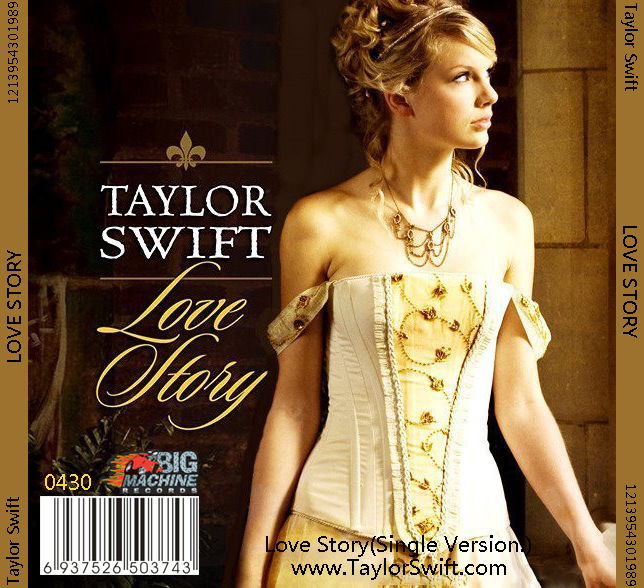 Taylor Swift
LOVE STORY
1213954301989
TAYLOR
SWIFT
Love
Story
0430
BIG
MACHINE
RECORDS
6 937526 503743
Love Story(Single Version.)
www.TaylorSwift.com
Taylor Swift
LOVE STORY
1213954301989